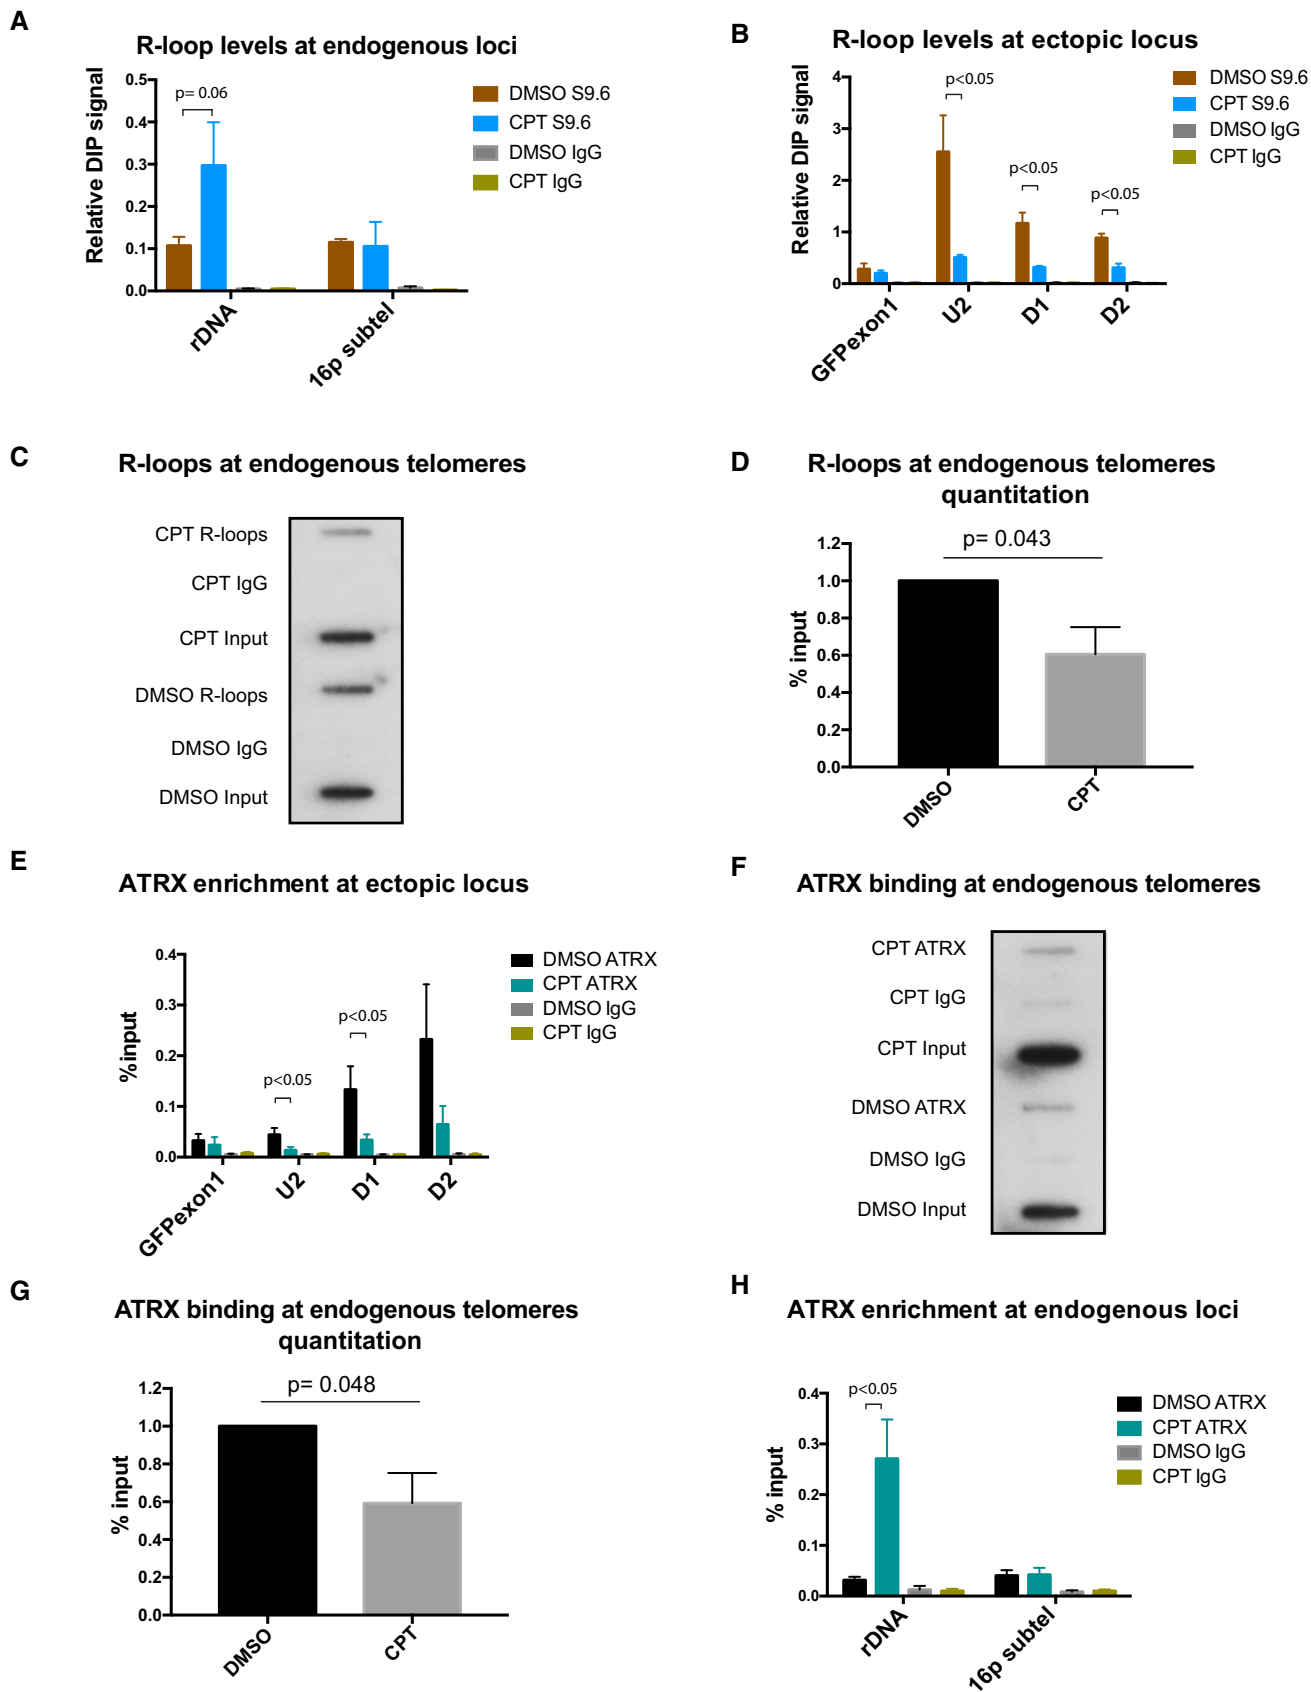 A
R-loop levels at endogenous loci
Relative DIP signal
0.5
0.4
0.3
0.2
0.1
0.0
p= 0.06
rDNA
16p subtel
DMSO S9.6
CPT S9.6
DMSO IgG
CPT IgG
B
R-loop levels at ectopic locus
Relative DIP signal
4
3
2
1
0
p<0.05
p<0.05
p<0.05
GFPexon1
U2
D1
D2
DMSO S9.6
CPT S9.6
DMSO IgG
CPT IgG
C
R-loops at endogenous telomeres
CPT R-loops
CPT IgG
CPT Input
DMSO R-loops
DMSO IgG
DMSO Input
D
R-loops at endogenous telomeres
quantitation
% input
1.2
1.0
0.8
0.6
0.4
0.2
0.0
p= 0.043
DMSO
CPT
E
ATRX enrichment at ectopic locus
%input
0.4
0.3
0.2
0.1
0.0
p<0.05
p<0.05
GFPexon1
U2
D1
D2
DMSO ATRX
CPT ATRX
DMSO IgG
CPT IgG
F
ATRX binding at endogenous telomeres
CPT ATRX
CPT IgG
CPT Input
DMSO ATRX
DMSO IgG
DMSO Input
G
ATRX binding at endogenous telomeres
quantitation
% input
1.2
1.0
0.8
0.6
0.4
0.2
0.0
p= 0.048
DMSO
CPT
H
ATRX enrichment at endogenous loci
% input
0.4
0.3
0.2
0.1
0.0
p<0.05
rDNA
16p subtel
DMSO ATRX
CPT ATRX
DMSO IgG
CPT IgG